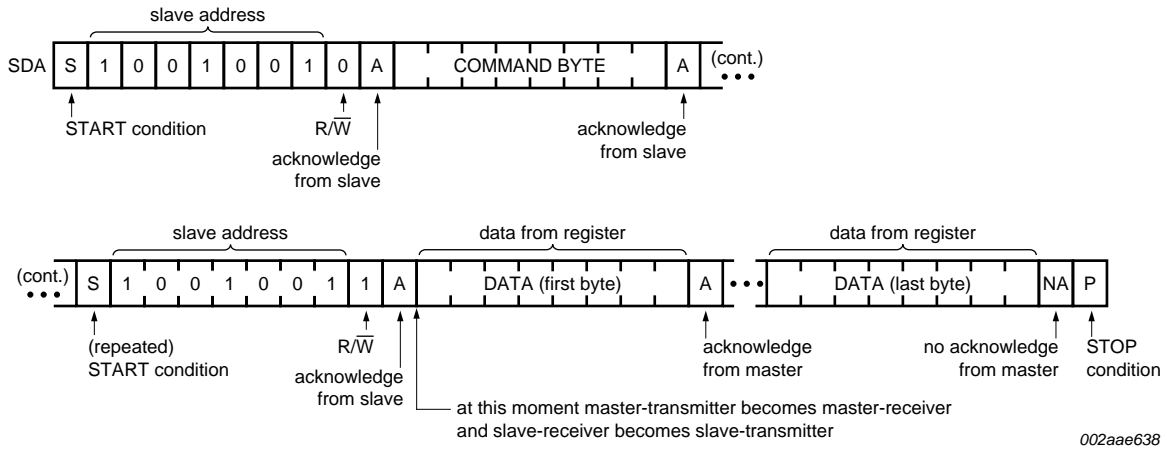 slave address
SDA S 1 0 0 1 0 0 1 0 A COMMAND BYTE A (cont.)
START condition R/W̅ acknowledge from slave acknowledge from slave
slave address data from register data from register
(cont.) S 1 0 0 1 0 0 1 1 A DATA (first byte) A DATA (last byte) NA P
(repeated)
START condition
R/W̅
acknowledge
from slave
acknowledge
from master
no acknowledge
from master
STOP
condition
at this moment master-transmitter becomes master-receiver
and slave-receiver becomes slave-transmitter
002aae638